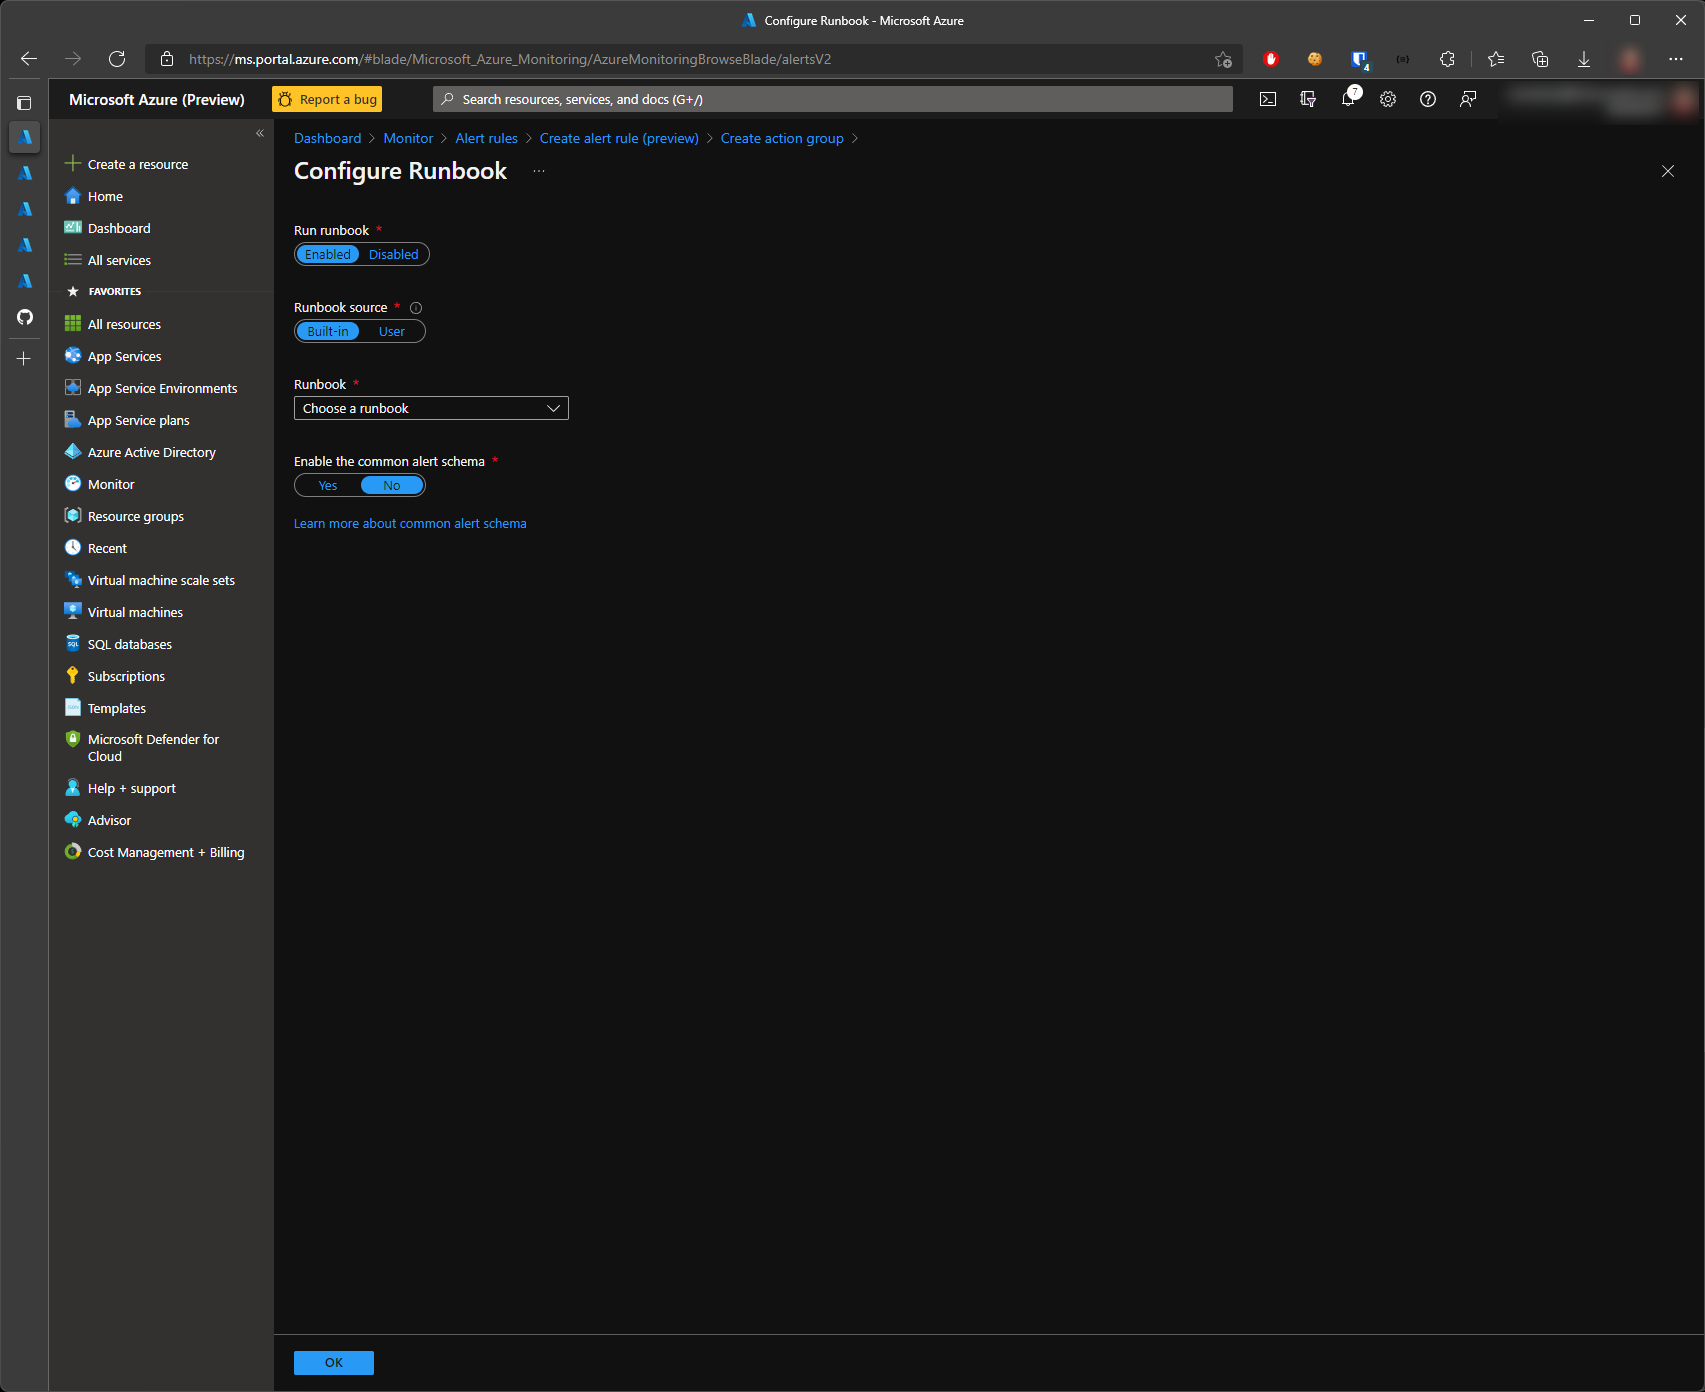 Configure Runbook - Microsoft Azure
https://ms.portal.azure.com/#blade/Microsoft_Azure_Monitoring/AzureMonitoringBrowseBlade/alertsV2
4
Microsoft Azure (Preview)
Report a bug
Search resources, services, and docs (G+/)
7
«
Create a resource
Home
Dashboard
All services
FAVORITES
All resources
App Services
App Service Environments
App Service plans
Azure Active Directory
Monitor
Resource groups
Recent
Virtual machine scale sets
Virtual machines
SQL databases
Subscriptions
Templates
Microsoft Defender for
Cloud
Help + support
Advisor
Cost Management + Billing
Dashboard > Monitor > Alert rules > Create alert rule (preview) > Create action group >
Configure Runbook ...
Run runbook *
Enabled Disabled
Runbook source *
Built-in User
Runbook *
Choose a runbook
Enable the common alert schema *
Yes No
Learn more about common alert schema
OK